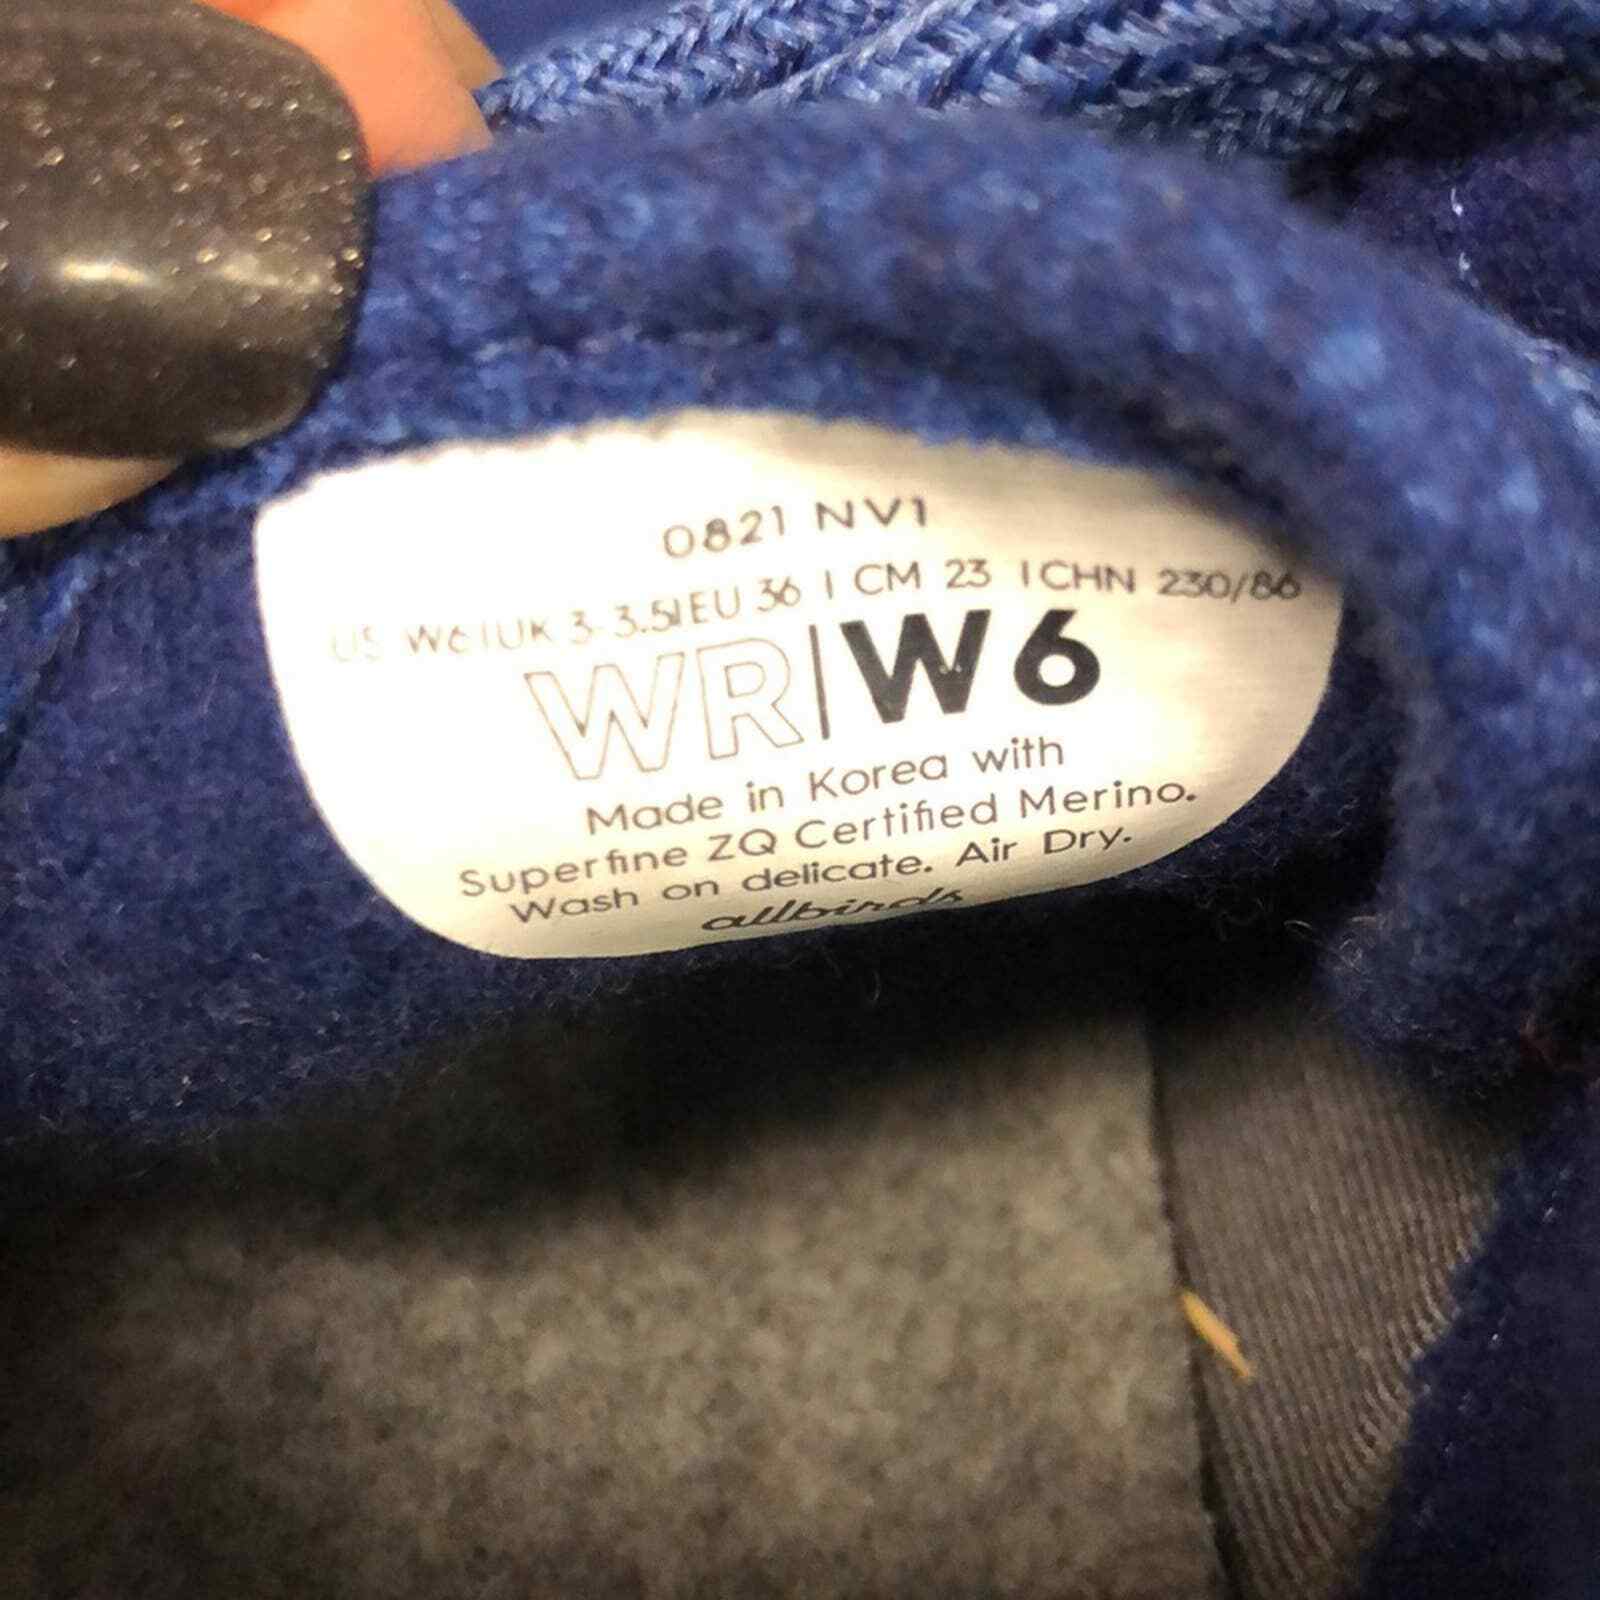 0821 NV1
US W6 | UK 3-3.5 | EU 36 | CM 23 | CHN 230/86
WR|W6
Made in Korea with
Superfine ZQ Certified Merino.
Wash on delicate. Air Dry.
allbirds